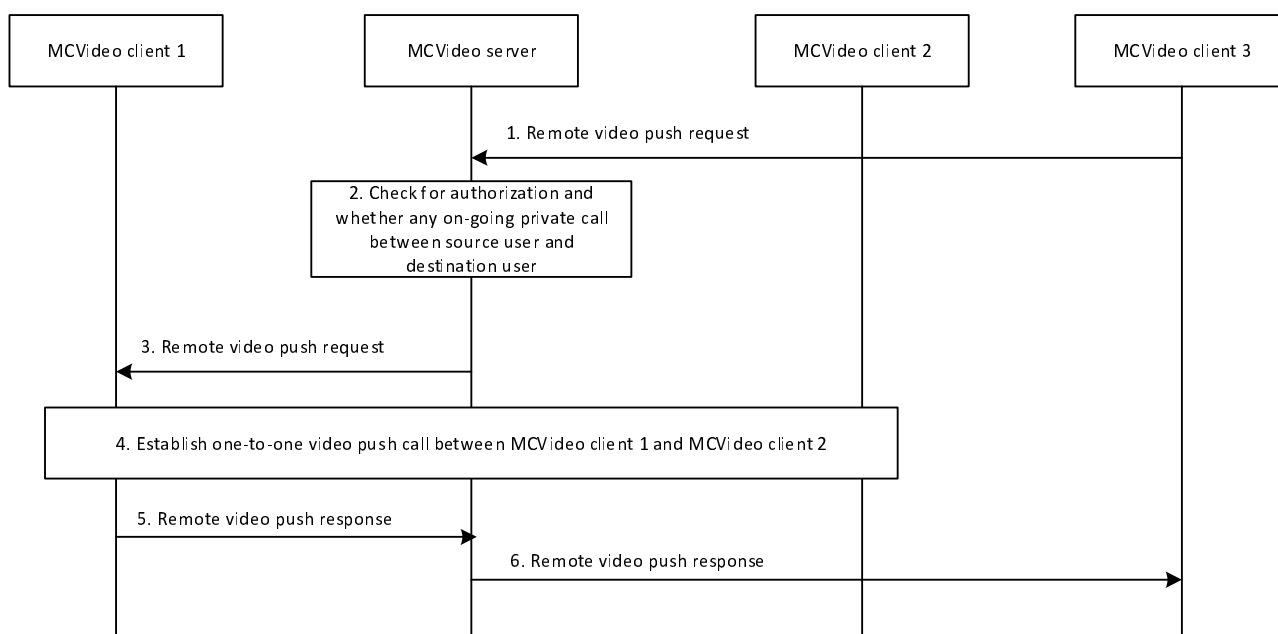 MCVideo client 1
MCVideo server
MCVideo client 2
MCVideo client 3
1. Remote video push request
2. Check for authorization and
whether any on-going private call
between source user and
destination user
3. Remote video push request
4. Establish one-to-one video push call between MCVideo client 1 and MCVideo client 2
5. Remote video push response
6. Remote video push response